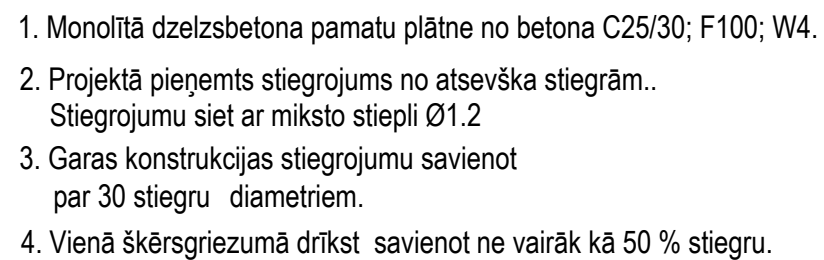 1. Monolītā dzelzsbetona pamatu plātne no betona C25/30; F100; W4.
2. Projektā pieņemts stiegrojums no atsevška stiegrām..
Stiegrojumu siet ar miksto stiepli Ø1.2
3. Garas konstrukcijas stiegrojumu savienot
par 30 stiegru diametriem.
4. Vienā škērsgriezumā drīkst savienot ne vairāk kā 50 % stiegru.